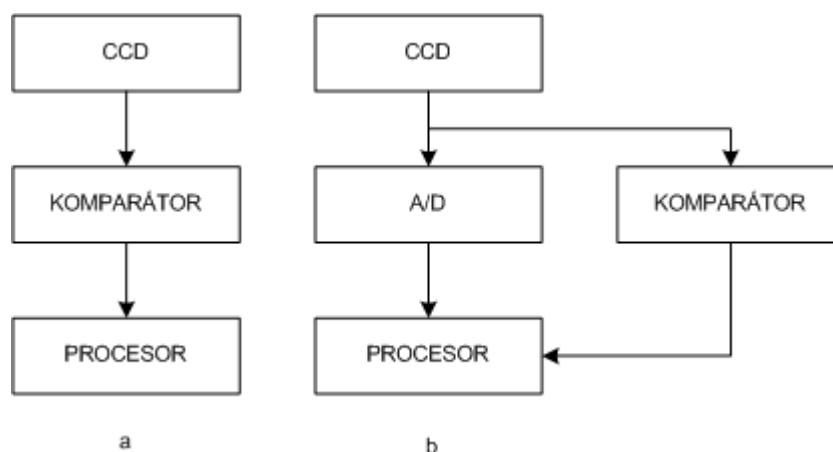 CCD
KOMPARÁTOR
PROCESOR
a
CCD
A/D
KOMPARÁTOR
PROCESOR
b